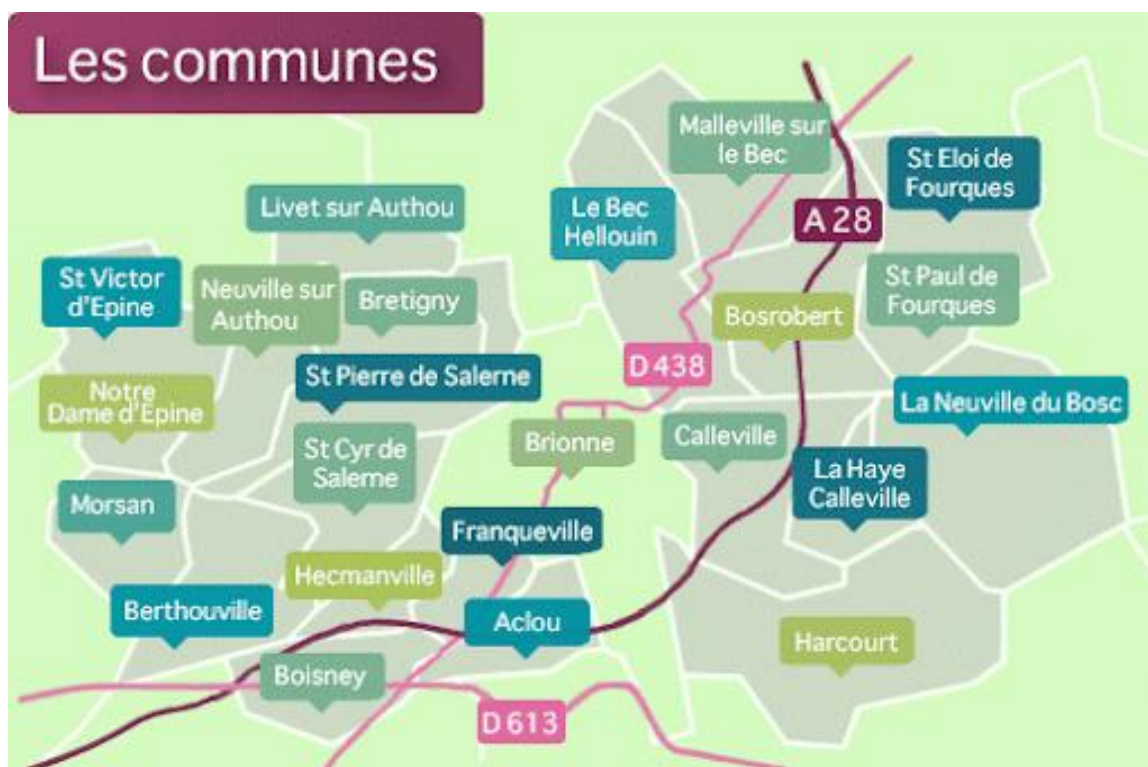 Les communes
Malleville sur
le Bec
St Eloi de
Fourques
Livet sur Authou
Le Bec
Hellouin
A 28
St Victor
d'Epine
Neuville sur
Authou
Bretigny
St Paul de
Fourques
Bosrobert
D 438
St Pierre de Salerne
Notre
Dame d'Epine
La Neuville du Bosc
Brionne
Calleville
St Cyr de
Salerne
La Haye
Calleville
Morsan
Franqueville
Hecmanville
Berthouville
Aclou
Harcourt
Boisney
D 613